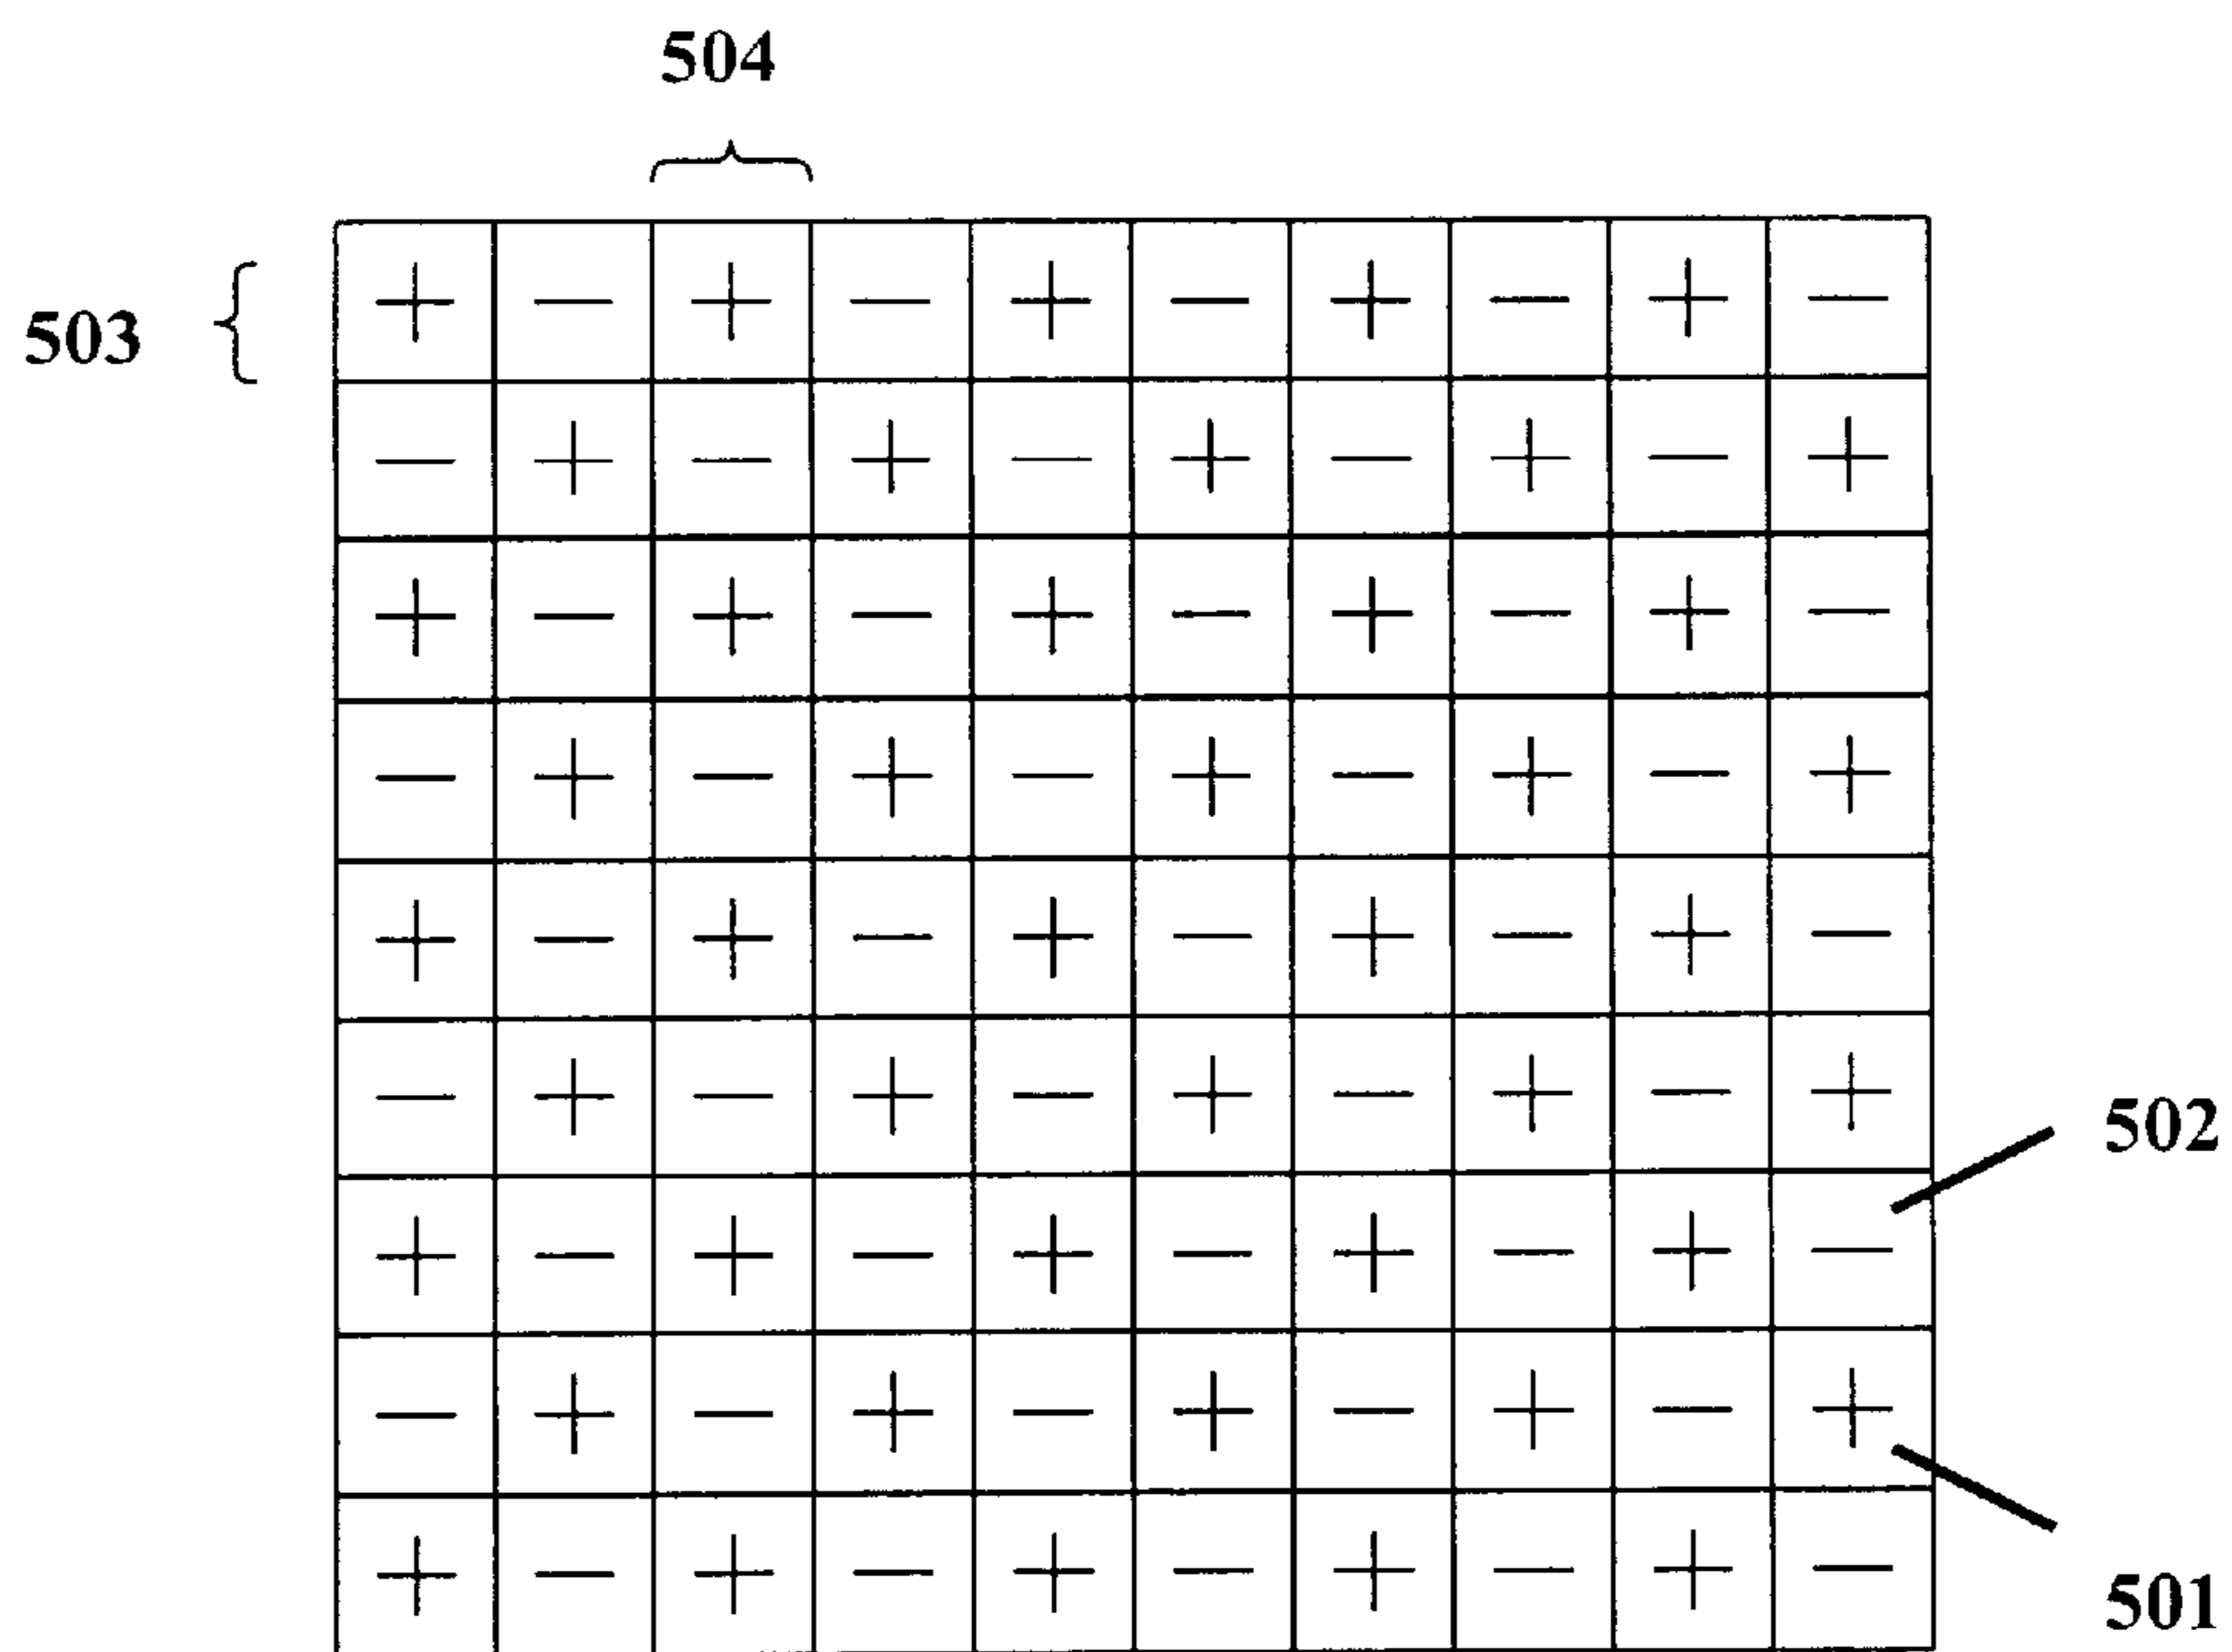 504
503
+ — + — + — + — + —
— + — + — + — + — +
+ — + — + — + — + —
— + — + — + — + — +
+ — + — + — + — + —
— + — + — + — + — +
502
+ — + — + — + — + —
— + — + — + — + — +
+ — + — + — + — + —
501